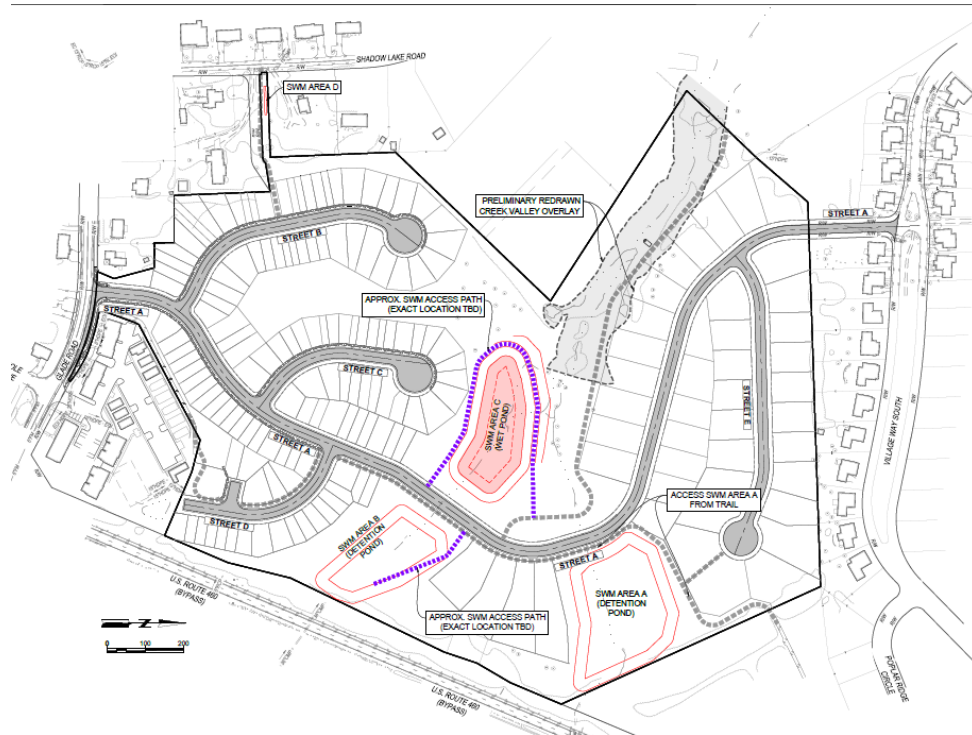 SHADOW LAKE ROAD
R/W
R/W
SWM AREA D
PRELIMINARY REDRAWN
CREEK VALLEY OVERLAY
STREET A
R/W
R/W
STREET B
APPROX. SWM ACCESS PATH
(EXACT LOCATION TBD)
STREET A
GLADE ROAD
STREET C
SWM AREA C
(WET POND)
STREET E
VILLAGE WAY SOUTH
STREET A
ACCESS SWM AREA A
FROM TRAIL
STREET D
SWM AREA B
(DETENTION
POND)
STREET A
SWM AREA A
(DETENTION
POND)
U.S. ROUTE 460
(BYPASS)
APPROX. SWM ACCESS PATH
(EXACT LOCATION TBD)
Z
0 100 200
POPLAR RIDGE
CIRCLE
U.S. ROUTE 460
(BYPASS)